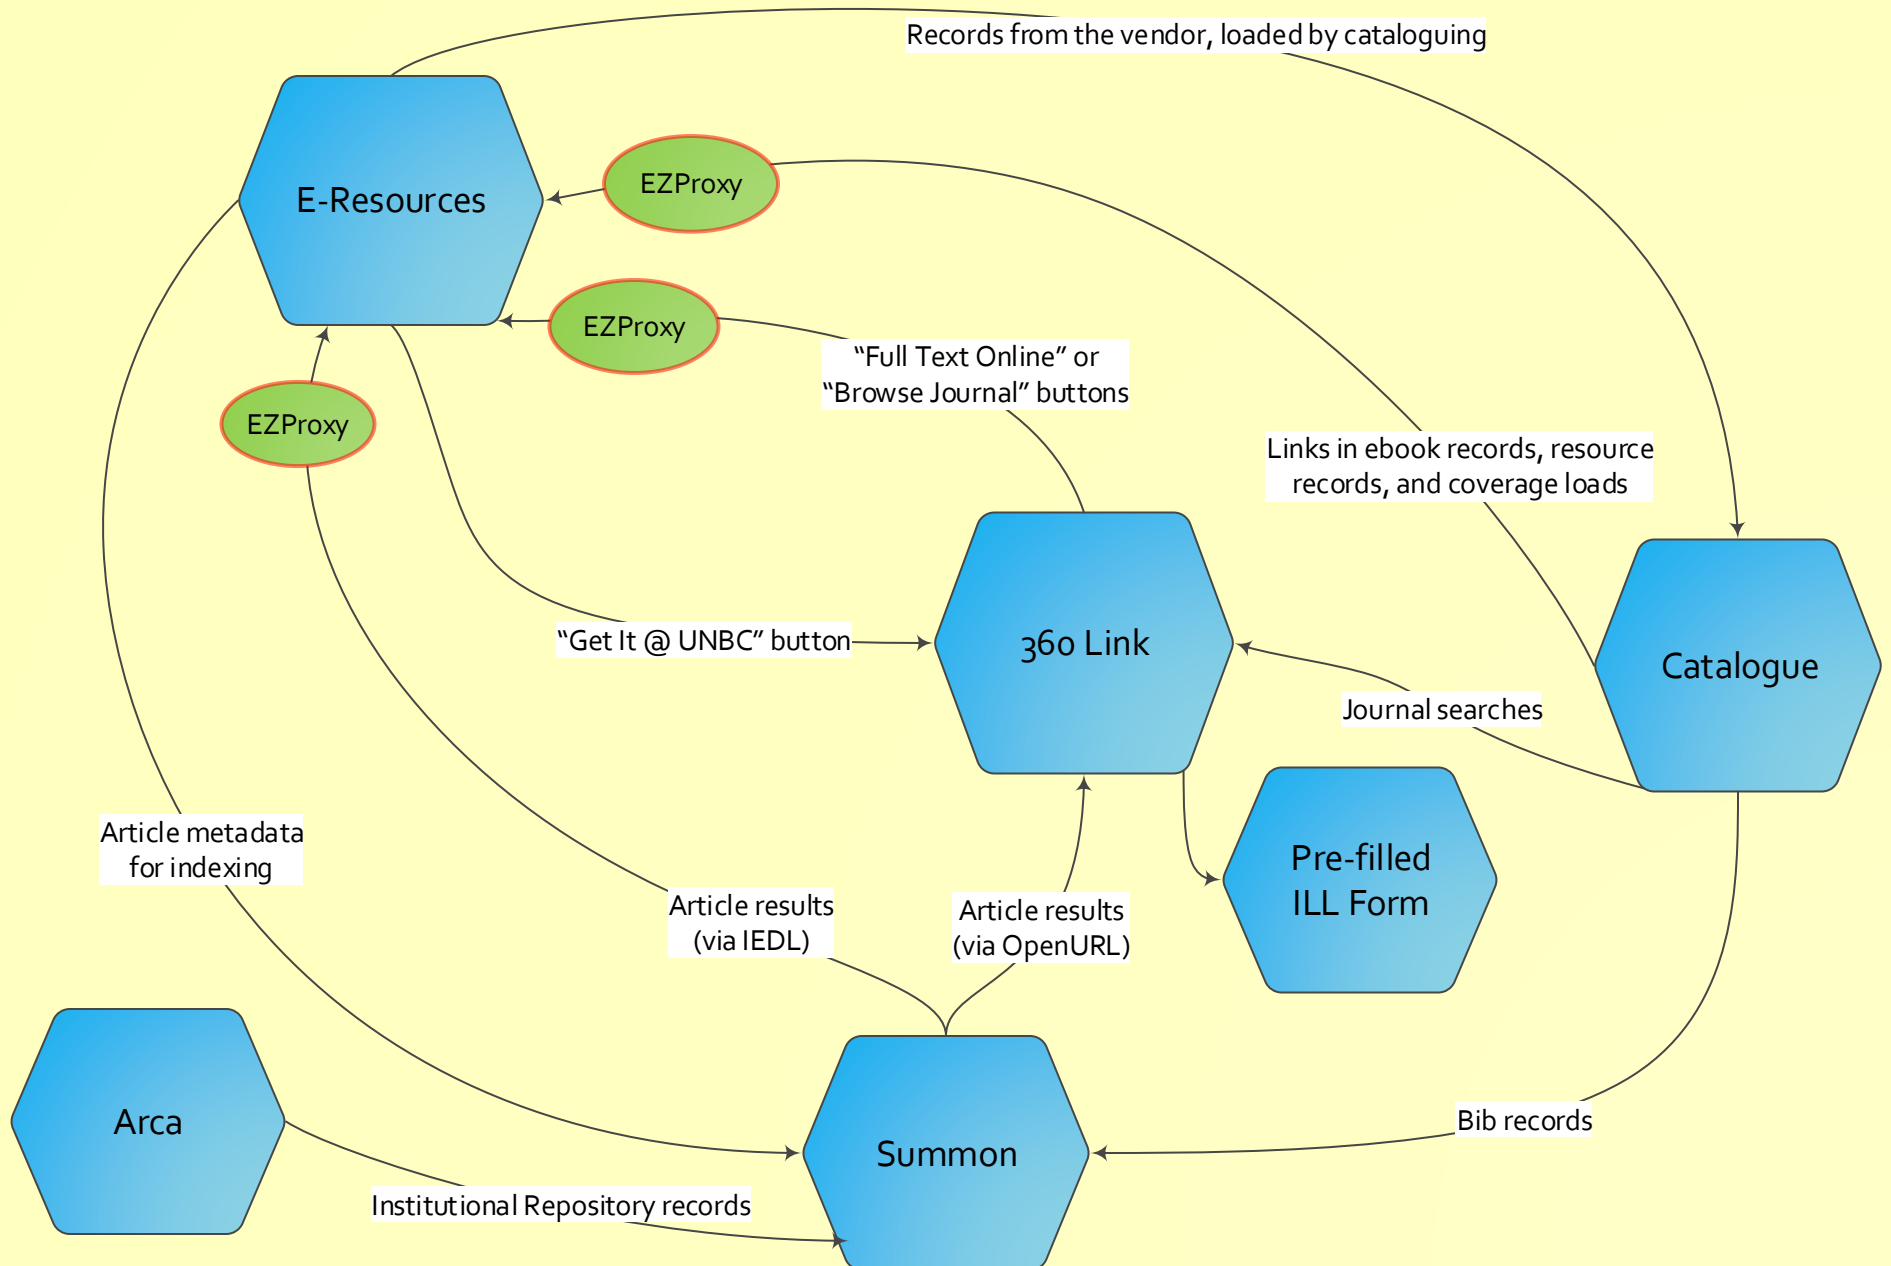 Records from the vendor, loaded by cataloguing
E-Resources
EZProxy
EZProxy
“Full Text Online” or
“Browse Journal” buttons
EZProxy
Links in ebook records, resource
records, and coverage loads
“Get It @ UNBC” button
360 Link
Catalogue
Journal searches
Article metadata
for indexing
Pre-filled
ILL Form
Article results
(via IEDL)
Article results
(via OpenURL)
Arca
Summon
Bib records
Institutional Repository records